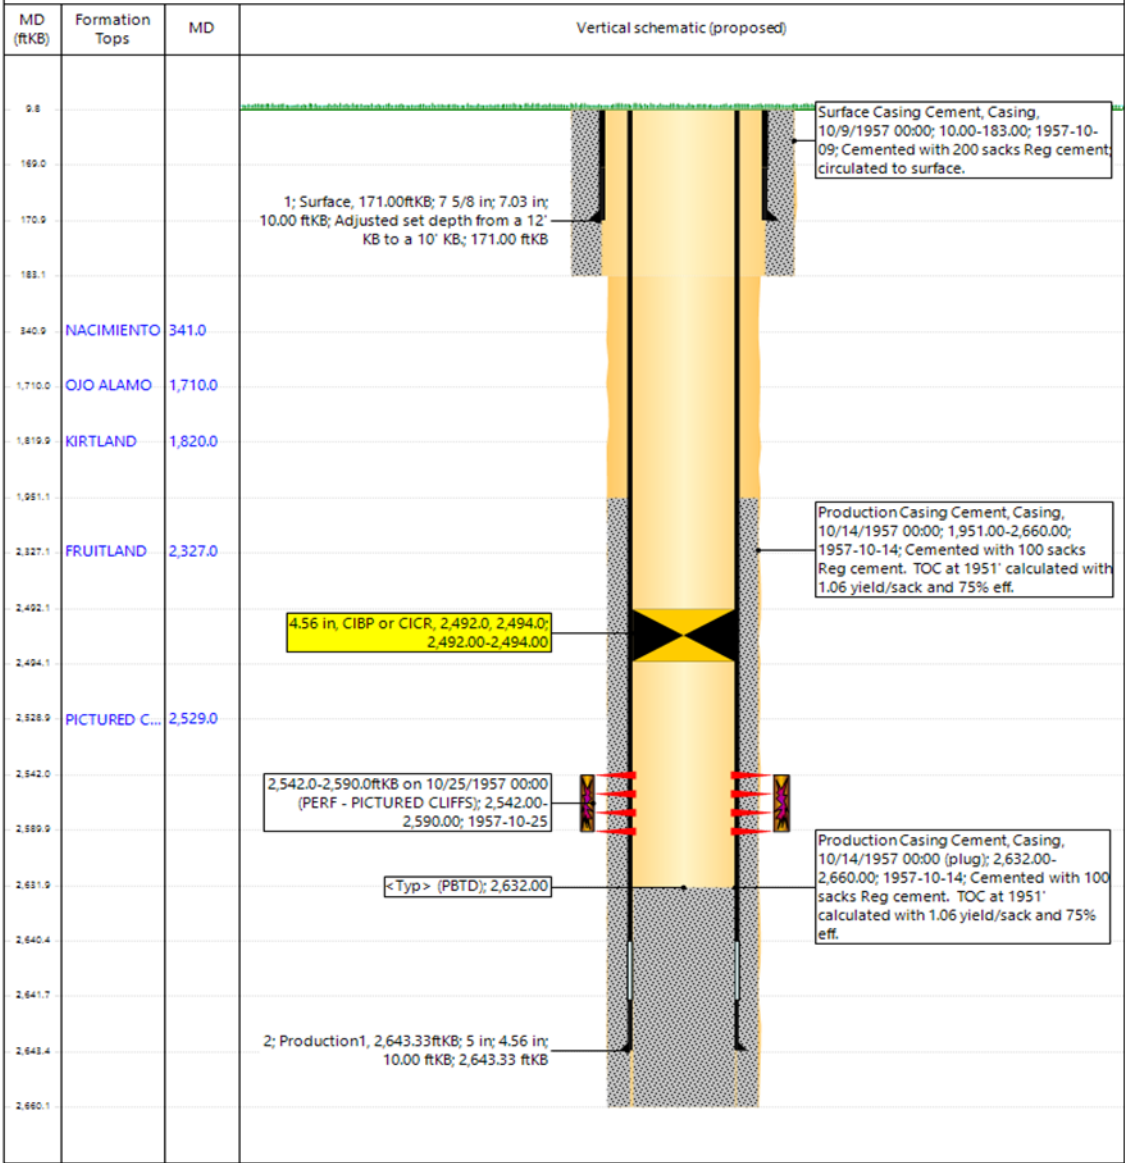 MD
(ftKB)
Formation
Tops
MD
Vertical schematic (proposed)
9.8
Surface Casing Cement, Casing,
10/9/1957 00:00; 10.00-183.00; 1957-10-
09; Cemented with 200 sacks Reg cement;
circulated to surface.
169.0
1; Surface, 171.00ftKB; 7 5/8 in; 7.03 in;
10.00 ftKB; Adjusted set depth from a 12'
KB to a 10' KB.; 171.00 ftKB
170.9
183.1
340.9
NACIMIENTO 341.0
1,710.0
OJO ALAMO 1,710.0
1,819.9
KIRTLAND 1,820.0
1,951.1
Production Casing Cement, Casing,
10/14/1957 00:00; 1,951.00-2,660.00;
1957-10-14; Cemented with 100 sacks
Reg cement. TOC at 1951' calculated with
1.06 yield/sack and 75% eff.
2,327.1
FRUITLAND 2,327.0
2,492.1
4.56 in, CIBP or CICR, 2,492.0, 2,494.0;
2,492.00-2,494.00
2,494.1
2,528.9
PICTURED C... 2,529.0
2,542.0
2,542.0-2,590.0ftKB on 10/25/1957 00:00
(PERF - PICTURED CLIFFS); 2,542.00-
2,590.00; 1957-10-25
2,589.9
Production Casing Cement, Casing,
10/14/1957 00:00 (plug); 2,632.00-
2,660.00; 1957-10-14; Cemented with 100
sacks Reg cement. TOC at 1951'
calculated with 1.06 yield/sack and 75%
eff.
2,631.9
<Typ> (PBTD); 2,632.00
2,640.4
2,641.7
2; Production1, 2,643.33ftKB; 5 in; 4.56 in;
10.00 ftKB; 2,643.33 ftKB
2,643.4
2,660.1